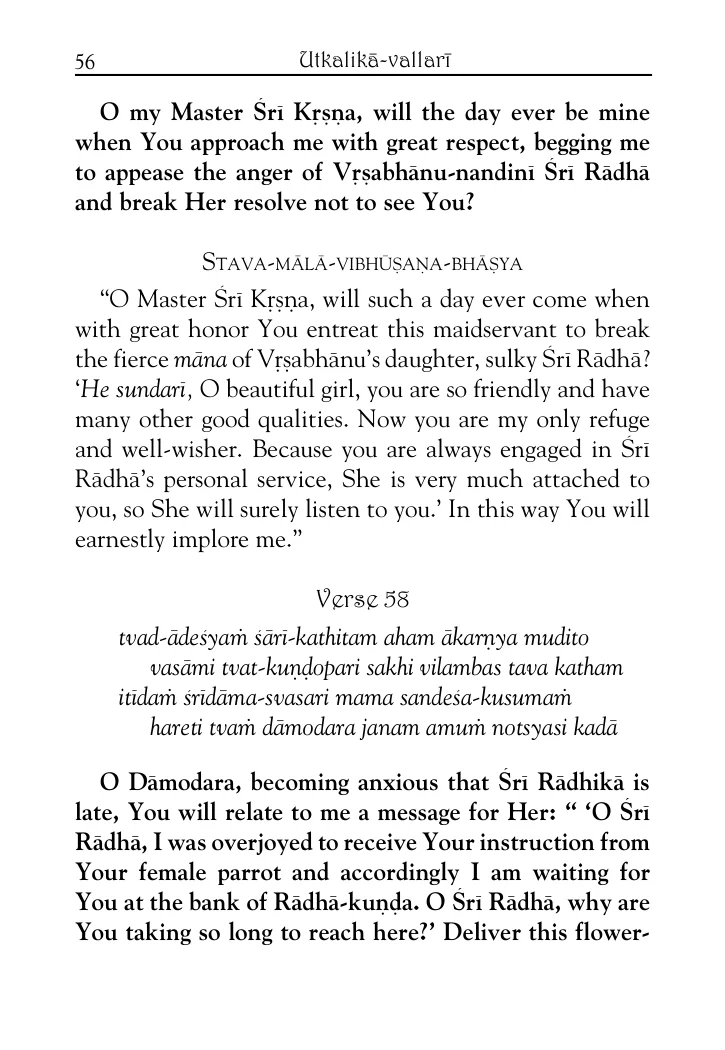 56 Utkalikā-vallarī
O my Master Śrī Kṛṣṇa, will the day ever be mine
when You approach me with great respect, begging me
to appease the anger of Vṛṣabhānu-nandinī Śrī Rādhā
and break Her resolve not to see You?
Stava-mālā-vibhūṣaṇa-bhāṣya
“O Master Śrī Kṛṣṇa, will such a day ever come when
with great honor You entreat this maidservant to break
the fierce māna of Vṛṣabhānu’s daughter, sulky Śrī Rādhā?
‘He sundarī, O beautiful girl, you are so friendly and have
many other good qualities. Now you are my only refuge
and well-wisher. Because you are always engaged in Śrī
Rādhā’s personal service, She is very much attached to
you, so She will surely listen to you.’ In this way You will
earnestly implore me.”
Verse 58
tvad-ādeśyaṁ śārī-kathitam aham ākarṇya mudito
vasāmi tvat-kuṇḍopari sakhi vilambas tava katham
itīdaṁ śrīdāma-svasari mama sandeśa-kusumaṁ
hareti tvaṁ dāmodara janam amuṁ notsyasi kadā
O Dāmodara, becoming anxious that Śrī Rādhikā is
late, You will relate to me a message for Her: “ ‘O Śrī
Rādhā, I was overjoyed to receive Your instruction from
Your female parrot and accordingly I am waiting for
You at the bank of Rādhā-kuṇḍa. O Śrī Rādhā, why are
You taking so long to reach here?’ Deliver this flower-